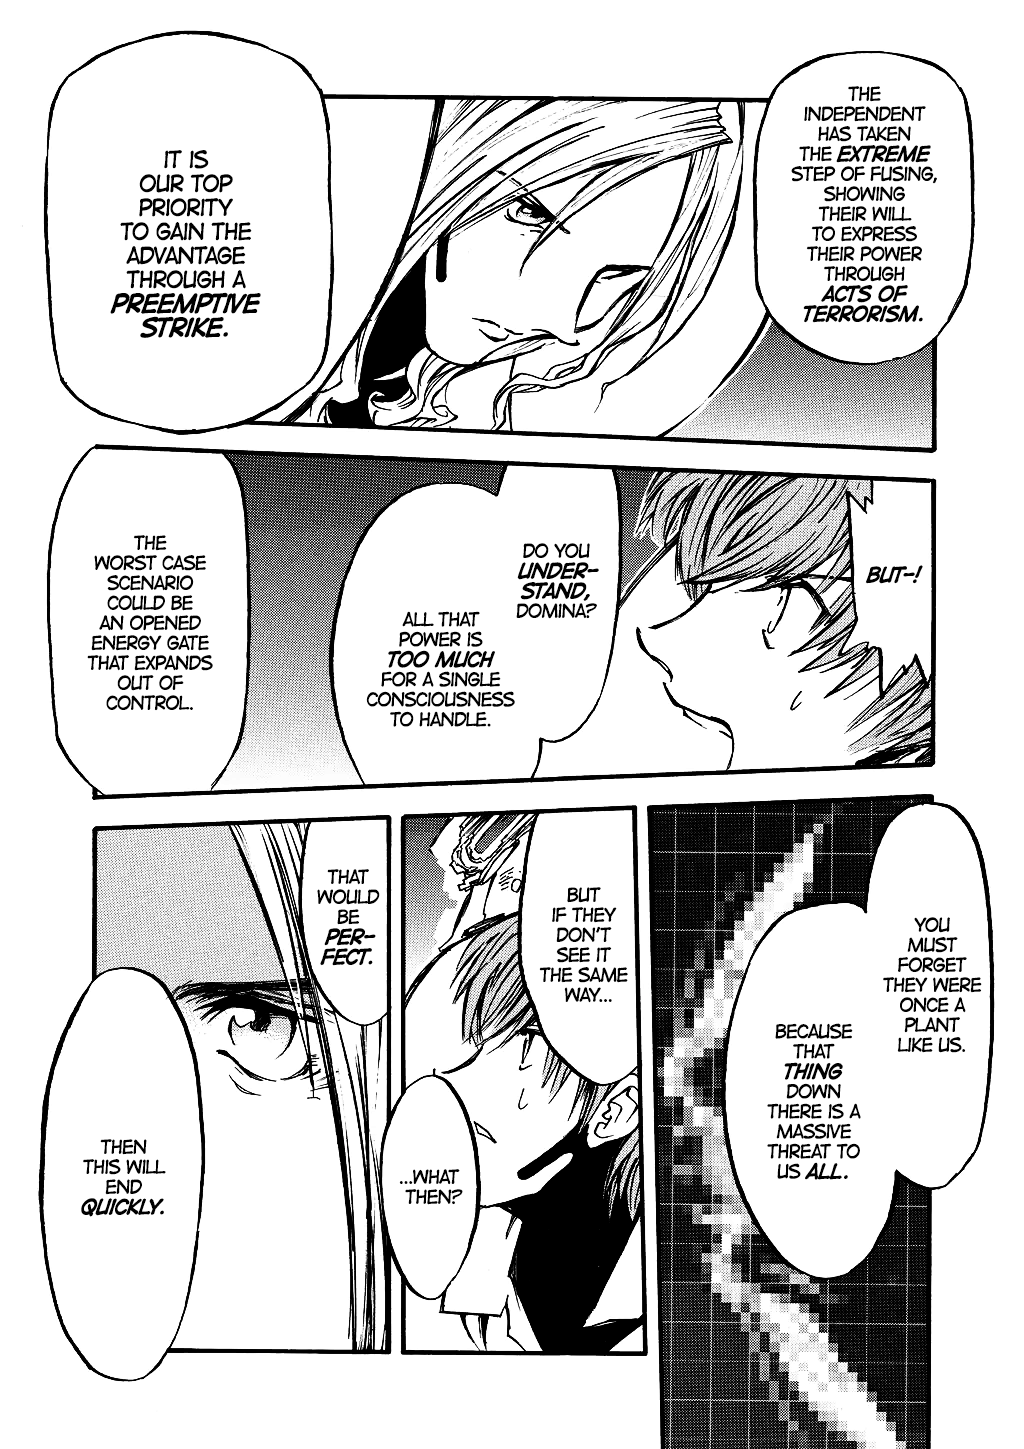 THE
INDEPENDENT
HAS TAKEN
THE EXTREME
STEP OF FUSING,
SHOWING
THEIR WILL
TO EXPRESS
THEIR POWER
THROUGH
ACTS OF
TERRORISM.
IT IS
OUR TOP
PRIORITY
TO GAIN THE
ADVANTAGE
THROUGH A
PREEMPTIVE
STRIKE.
BUT-!
DO YOU
UNDER-
STAND,
DOMINA?
ALL THAT
POWER IS
TOO MUCH
FOR A SINGLE
CONSCIOUSNESS
TO HANDLE.
THE
WORST CASE
SCENARIO
COULD BE
AN OPENED
ENERGY GATE
THAT EXPANDS
OUT OF
CONTROL.
YOU
MUST
FORGET
THEY WERE
ONCE A
PLANT
LIKE US.
BECAUSE
THAT
THING
DOWN
THERE IS A
MASSIVE
THREAT TO
US ALL.
BUT
IF THEY
DON'T
SEE IT
THE SAME
WAY...
...WHAT
THEN?
THAT
WOULD
BE
PER-
FECT.
THEN
THIS WILL
END
QUICKLY.